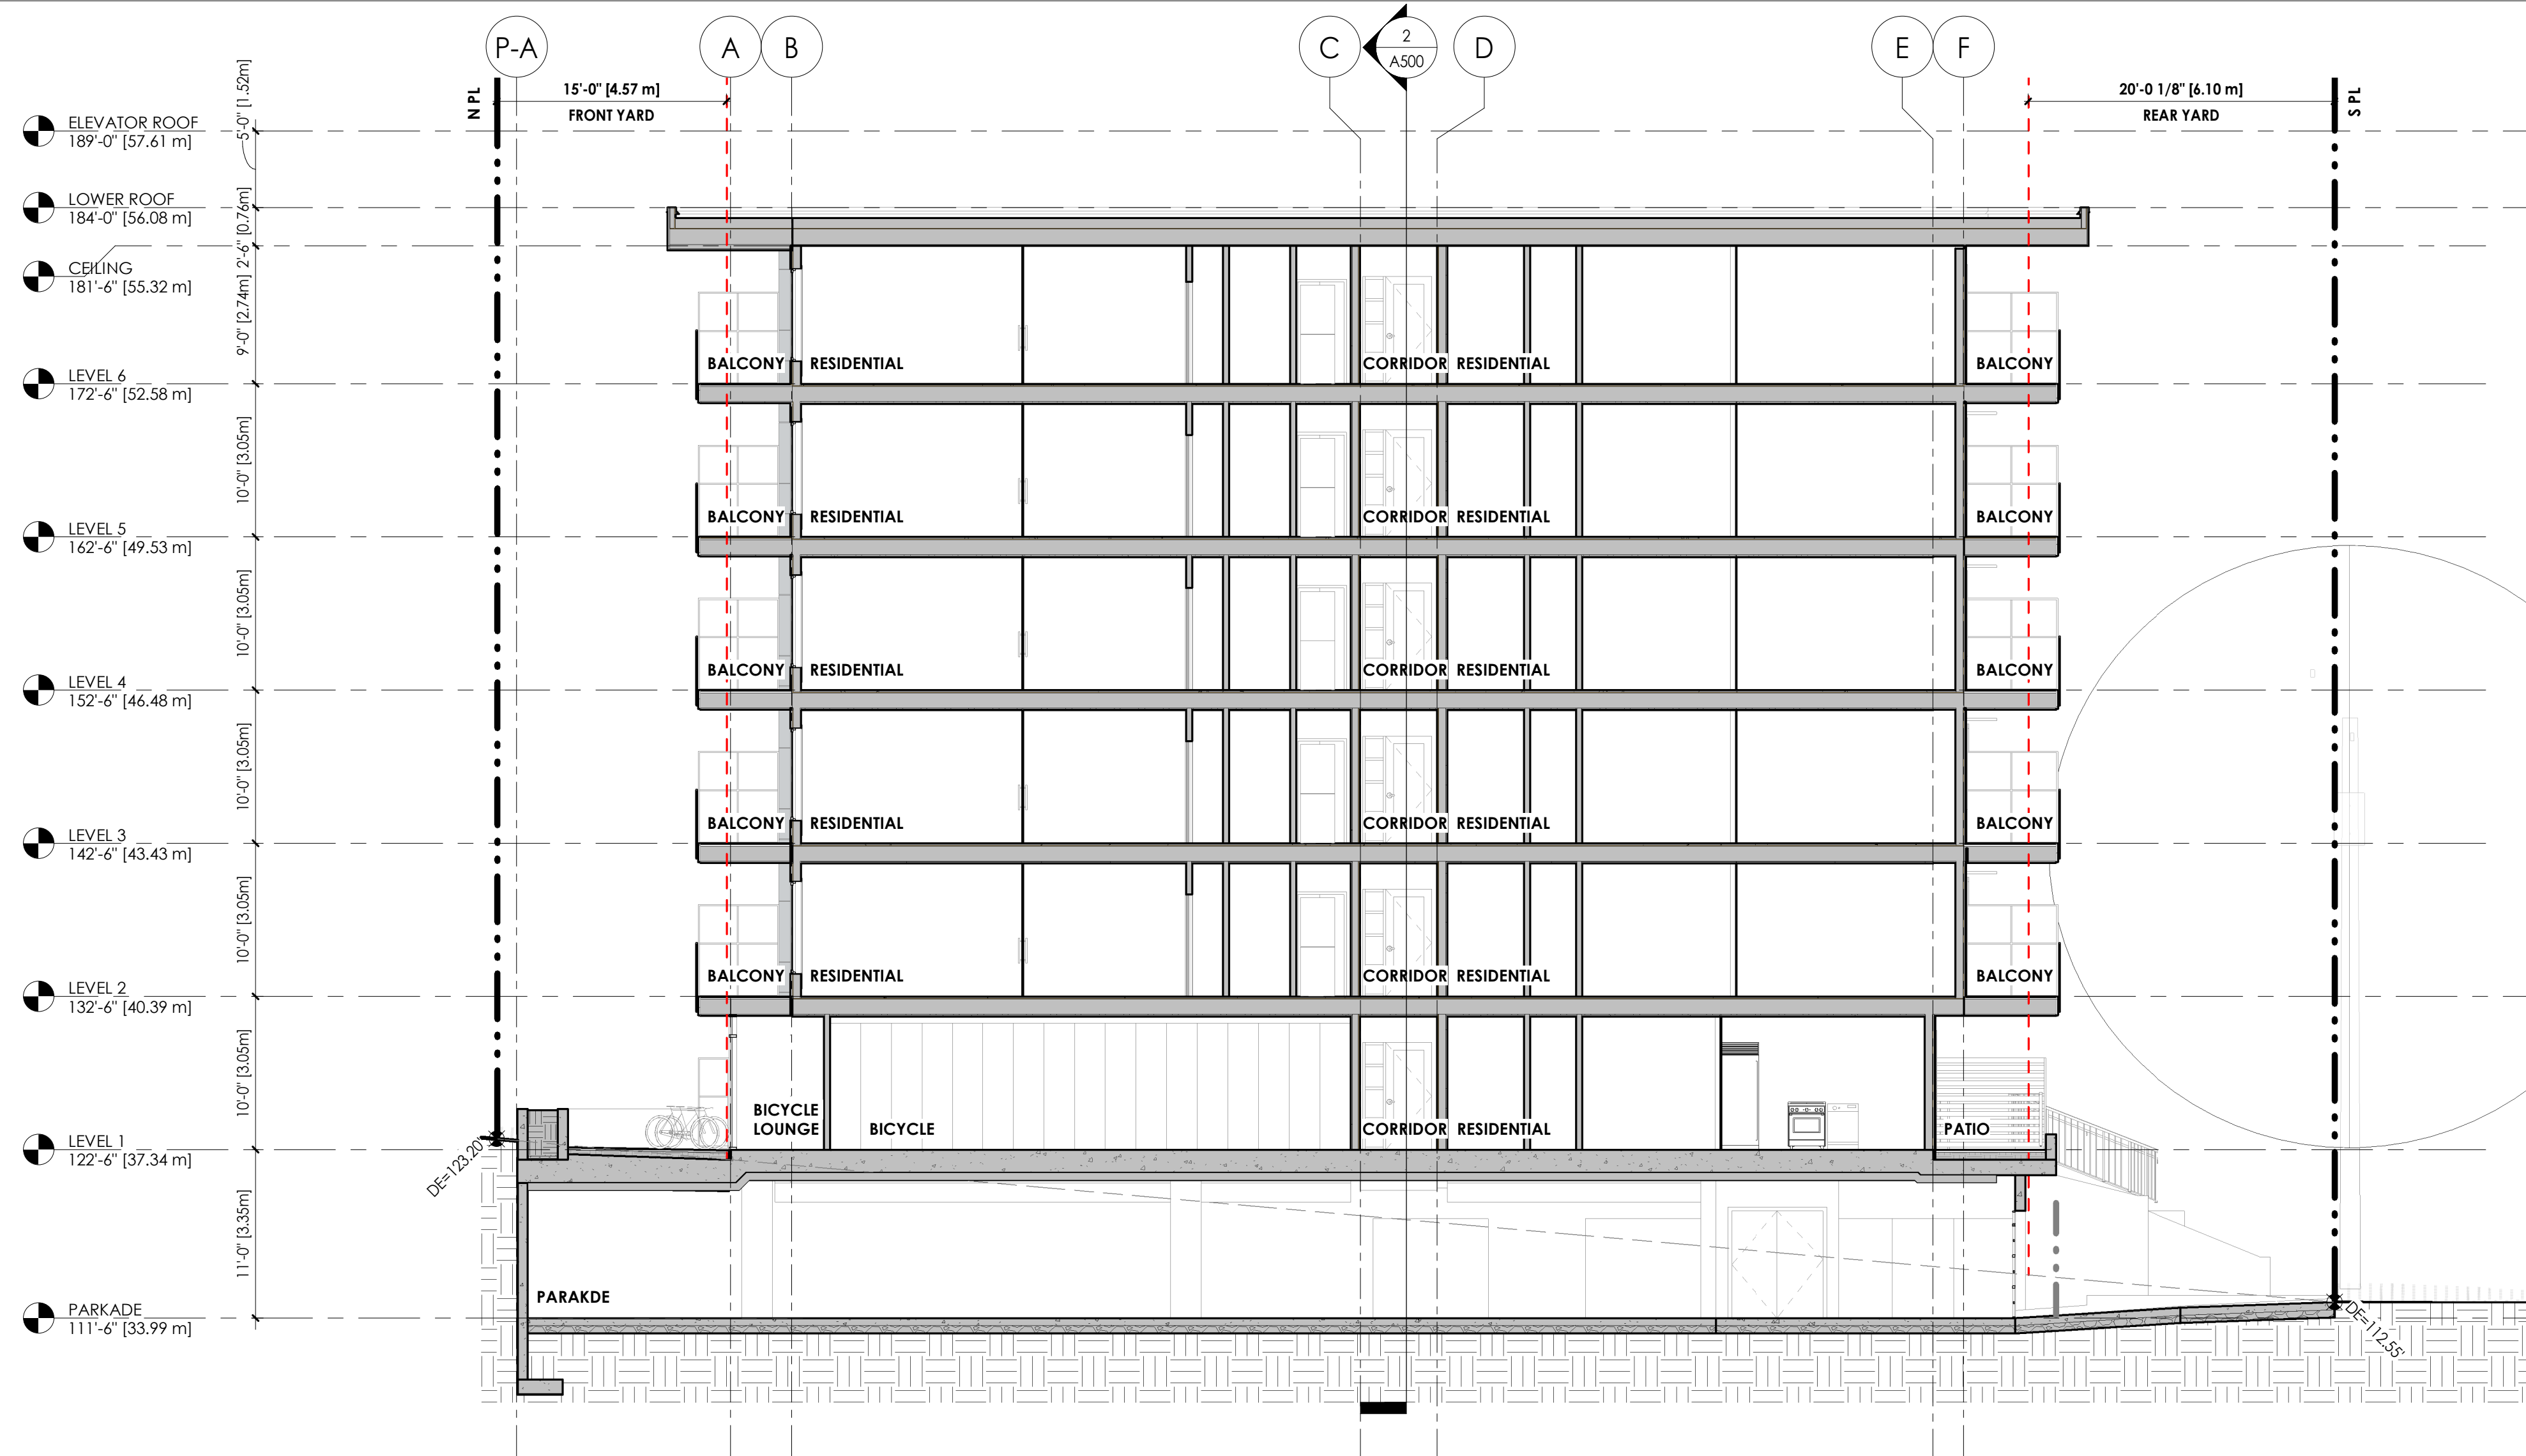 P-A
A
B
C
2
A500
D
E
F
N PL
15'-0" [4.57 m]
FRONT YARD
20'-0 1/8" [6.10 m]
REAR YARD
S PL
ELEVATOR ROOF
189'-0" [57.61 m]
5'-0" [1.52m]
LOWER ROOF
184'-0" [56.08 m]
2'-6" [0.76m]
CEILING
181'-6" [55.32 m]
9'-0" [2.74m]
BALCONY RESIDENTIAL CORRIDOR RESIDENTIAL BALCONY
LEVEL 6
172'-6" [52.58 m]
10'-0" [3.05m]
BALCONY RESIDENTIAL CORRIDOR RESIDENTIAL BALCONY
LEVEL 5
162'-6" [49.53 m]
10'-0" [3.05m]
BALCONY RESIDENTIAL CORRIDOR RESIDENTIAL BALCONY
LEVEL 4
152'-6" [46.48 m]
10'-0" [3.05m]
BALCONY RESIDENTIAL CORRIDOR RESIDENTIAL BALCONY
LEVEL 3
142'-6" [43.43 m]
10'-0" [3.05m]
BALCONY RESIDENTIAL CORRIDOR RESIDENTIAL BALCONY
LEVEL 2
132'-6" [40.39 m]
10'-0" [3.05m]
BICYCLE
LOUNGE
BICYCLE CORRIDOR RESIDENTIAL PATIO
LEVEL 1
122'-6" [37.34 m]
DE=123.20'
11'-0" [3.35m]
PARAKDE
PARKADE
111'-6" [33.99 m]
DE=112.55'